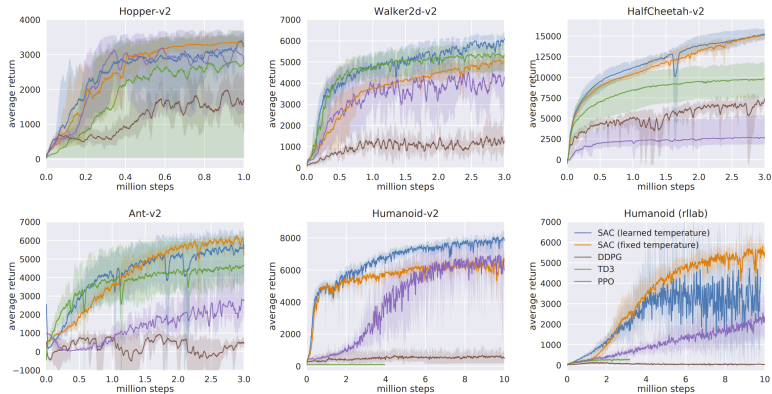 Hopper-v2
average return
4000
3000
2000
1000
0
0.0 0.2 0.4 0.6 0.8 1.0
million steps
Walker2d-v2
average return
7000
6000
5000
4000
3000
2000
1000
0
0.0 0.5 1.0 1.5 2.0 2.5 3.0
million steps
HalfCheetah-v2
average return
15000
12500
10000
7500
5000
2500
0
0.0 0.5 1.0 1.5 2.0 2.5 3.0
million steps
Ant-v2
average return
7000
6000
5000
4000
3000
2000
1000
0
−1000
0.0 0.5 1.0 1.5 2.0 2.5 3.0
million steps
Humanoid-v2
average return
8000
6000
4000
2000
0
0 2 4 6 8 10
million steps
Humanoid (rllab)
average return
7000
6000
5000
4000
3000
2000
1000
0
SAC (learned temperature)
SAC (fixed temperature)
DDPG
TD3
PPO
0 2 4 6 8 10
million steps